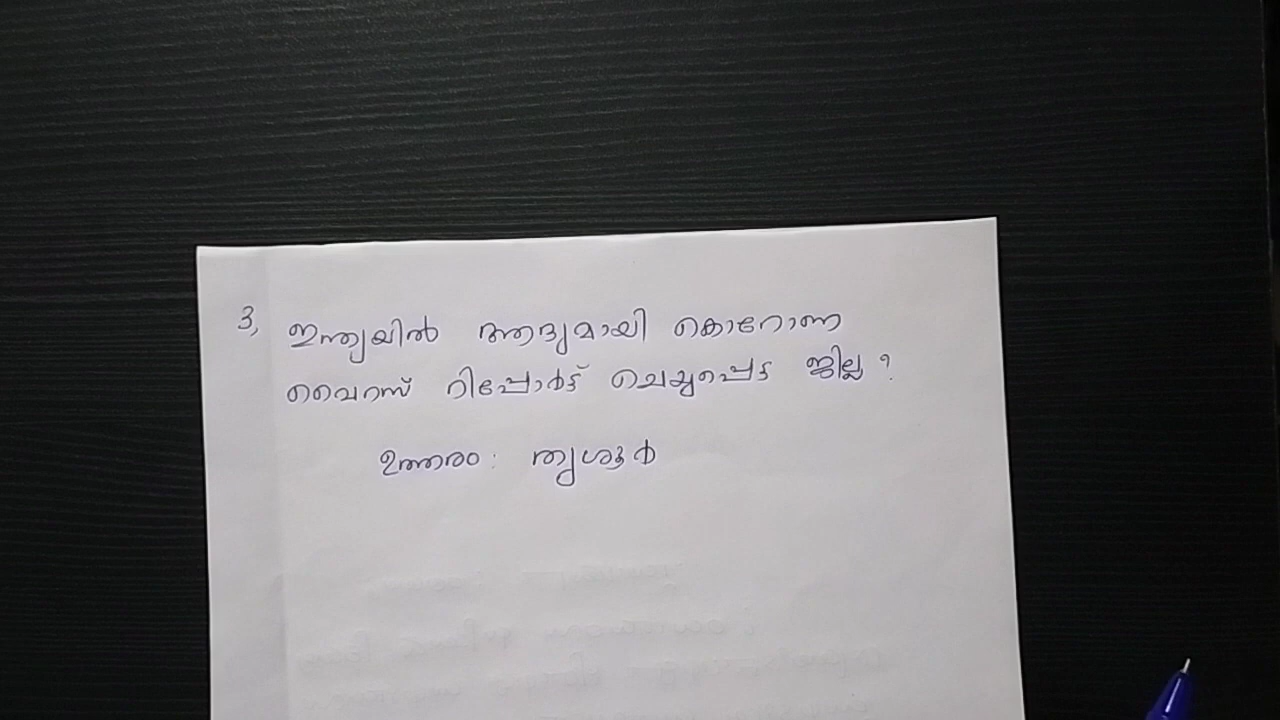 3, ഇന്ത്യയിൽ ആദ്യമായി കൊറോണ
വൈറസ് റിപ്പോർട്ട് ചെയ്യപ്പെട്ട ജില്ല ?
ഉത്തരം : തൃശൂർ